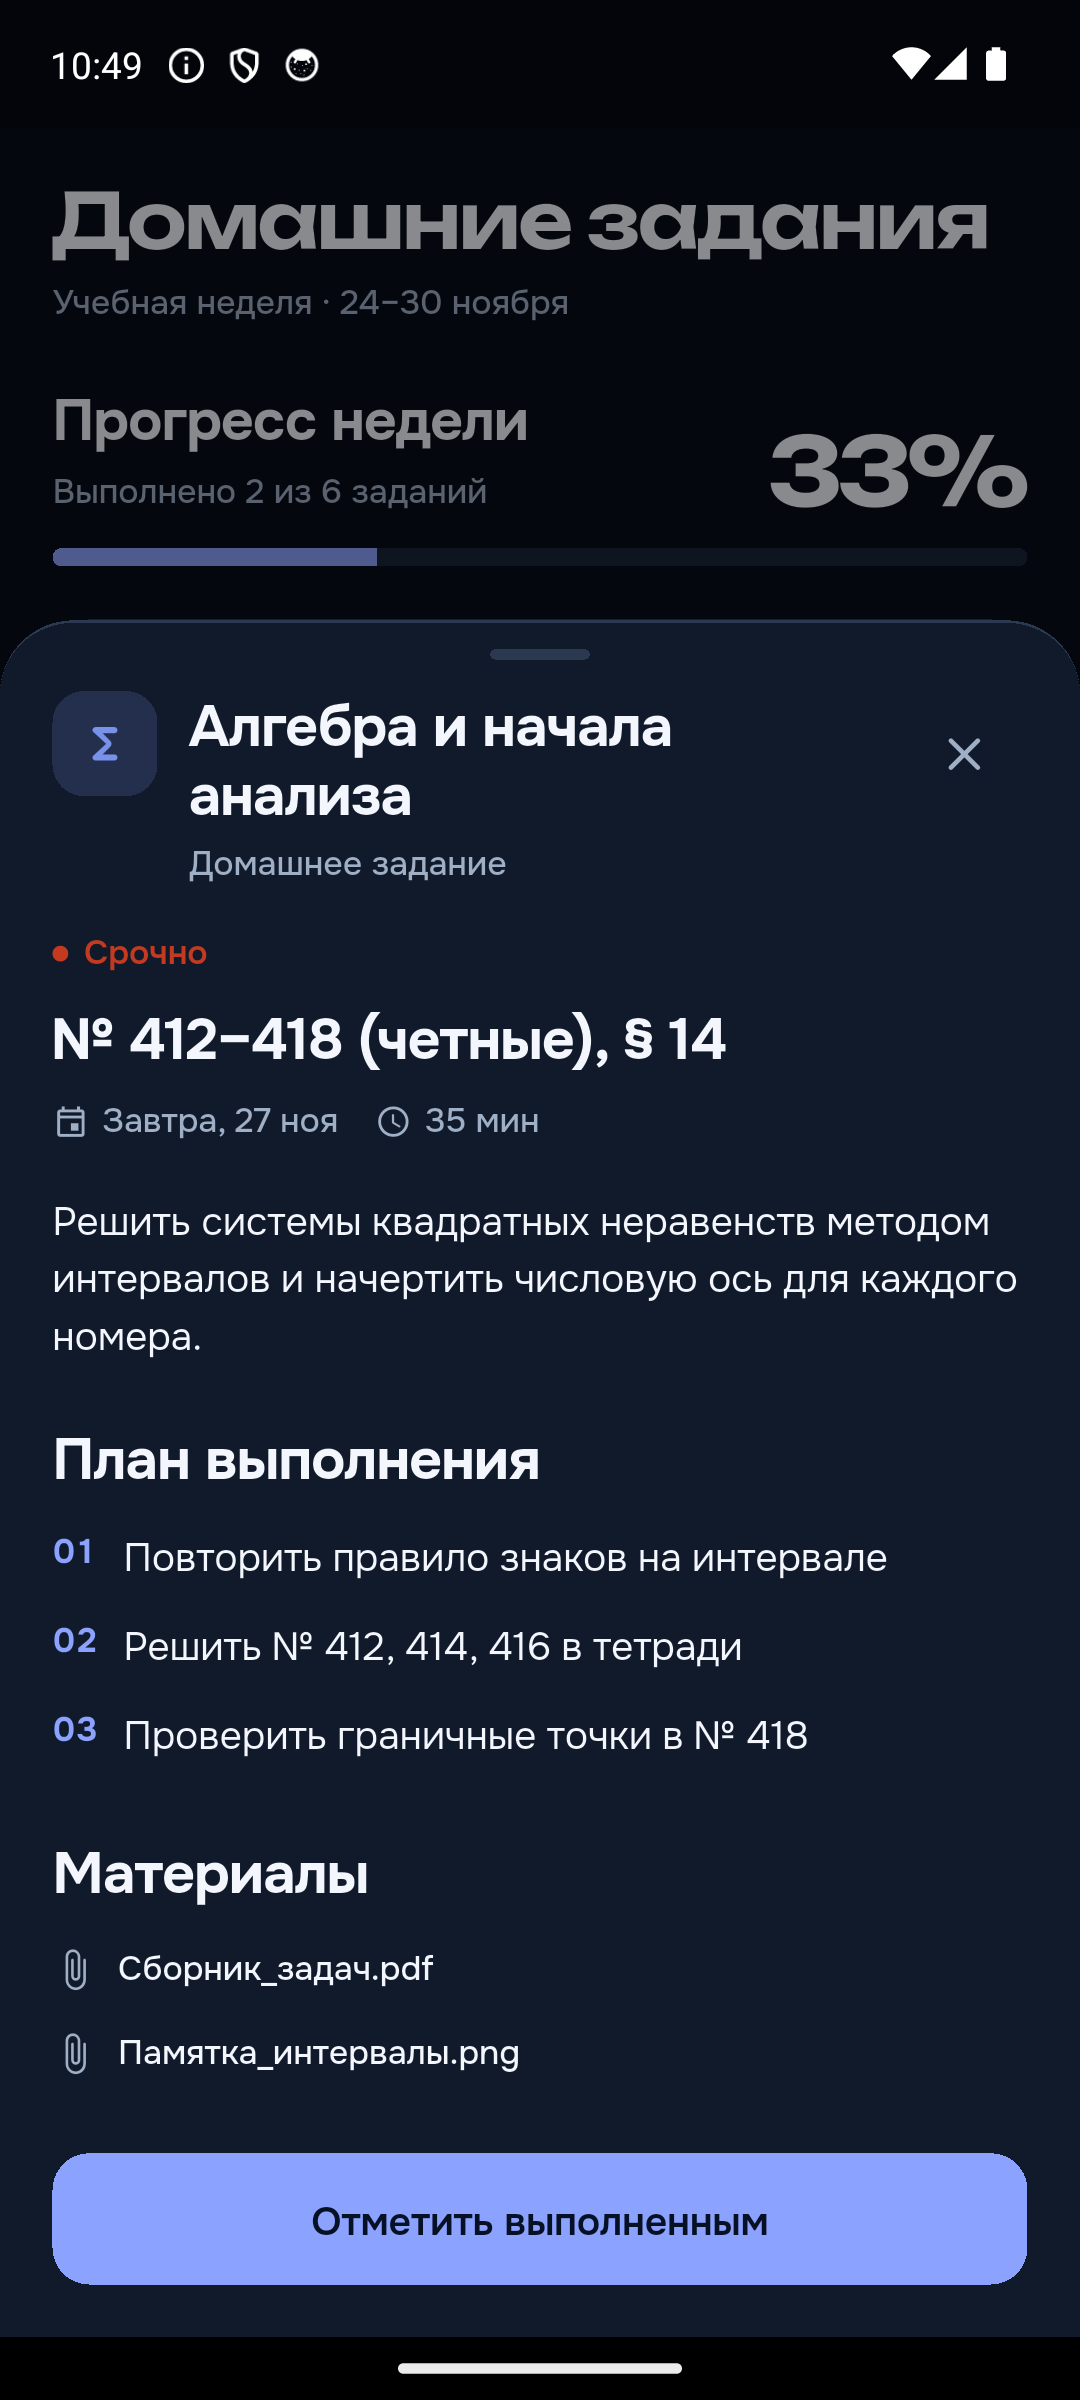 10:49
Домашние задания
Учебная неделя · 24–30 ноября
Прогресс недели
33%
Выполнено 2 из 6 заданий
Алгебра и начала
анализа
Домашнее задание
Срочно
№ 412–418 (четные), § 14
Завтра, 27 ноя 35 мин
Решить системы квадратных неравенств методом
интервалов и начертить числовую ось для каждого
номера.
План выполнения
01 Повторить правило знаков на интервале
02 Решить № 412, 414, 416 в тетради
03 Проверить граничные точки в № 418
Материалы
Сборник_задач.pdf
Памятка_интервалы.png
Отметить выполненным